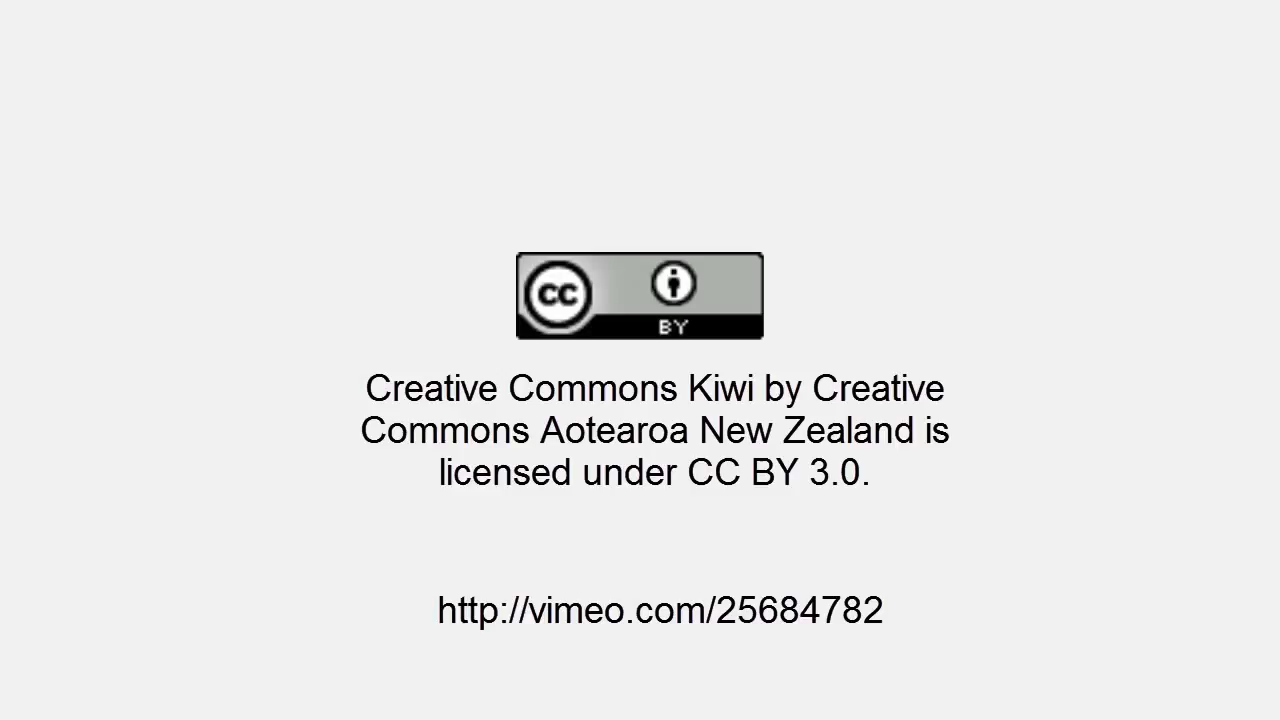 CC
BY
Creative Commons Kiwi by Creative
Commons Aotearoa New Zealand is
licensed under CC BY 3.0.
http://vimeo.com/25684782